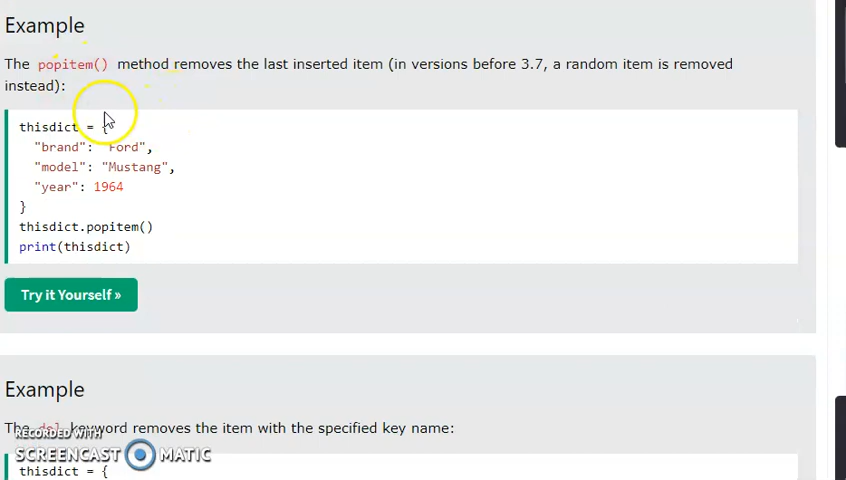 Example
The popitem() method removes the last inserted item (in versions before 3.7, a random item is removed
instead):
thisdict = {
"brand": "Ford",
"model": "Mustang",
"year": 1964
}
thisdict.popitem()
print(thisdict)
Try it Yourself »
Example
The del keyword removes the item with the specified key name:
RECORDED WITH
SCREENCAST MATIC
thisdict = {